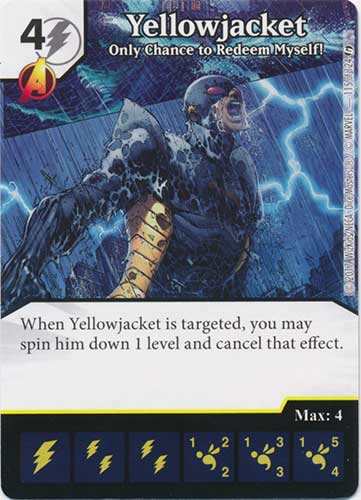 4
Yellowjacket
Only Chance to Redeem Myself!
When Yellowjacket is targeted, you may
spin him down 1 level and cancel that effect.
Max: 4
1 2 2
1 3 3
1 5 4
MARVEL